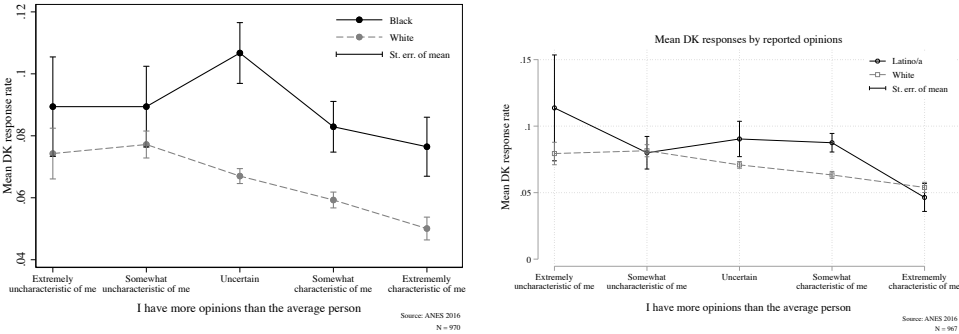 Black
White
St. err of mean
.12
.1
.08
.06
.04
Mean DK response rate
Extremely
uncharacteristic of me
Somewhat
uncharacteristic of me
Uncertain
Somewhat
characteristic of me
Extremely
characteristic of me
I have more opinions than the average person
Source: ANES 2016
N = 970
Mean DK responses by reported opinions
Latino/a
White
St. err of mean
.15
.1
.05
0
Mean DK response rate
Extremely
uncharacteristic of me
Somewhat
uncharacteristic of me
Uncertain
Somewhat
characteristic of me
Extrememly
characteristic of me
I have more opinions than the average person
Source: ANES 2016
N = 967